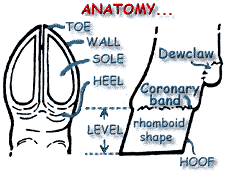 ANATOMY...
TOE
WALL
SOLE
HEEL
LEVEL
Dewclaw
Coronary
band
rhomboid
shape
HOOF